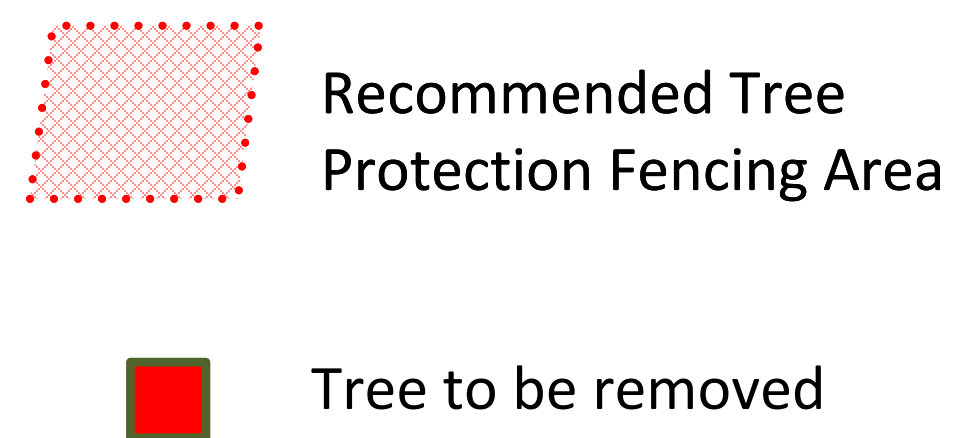 Recommended Tree
Protection Fencing Area
Tree to be removed